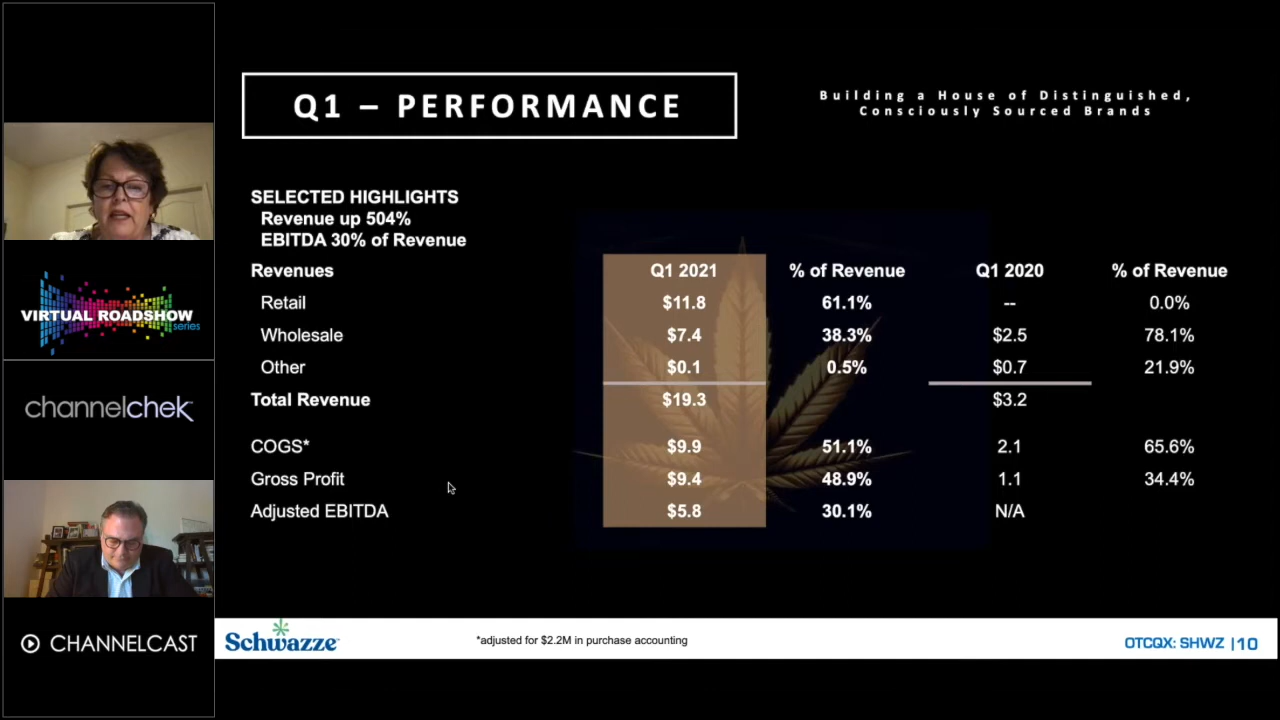 Q1 – PERFORMANCE
Building a House of Distinguished,
Consciously Sourced Brands
SELECTED HIGHLIGHTS
Revenue up 504%
EBITDA 30% of Revenue
Revenues Q1 2021 % of Revenue Q1 2020 % of Revenue
Retail $11.8 61.1% -- 0.0%
Wholesale $7.4 38.3% $2.5 78.1%
Other $0.1 0.5% $0.7 21.9%
Total Revenue $19.3 $3.2
COGS* $9.9 51.1% 2.1 65.6%
Gross Profit $9.4 48.9% 1.1 34.4%
Adjusted EBITDA $5.8 30.1% N/A
VIRTUAL ROADSHOW
series
channelchek
CHANNELCAST
Schwazze
*adjusted for $2.2M in purchase accounting
OTCQX: SHWZ | 10